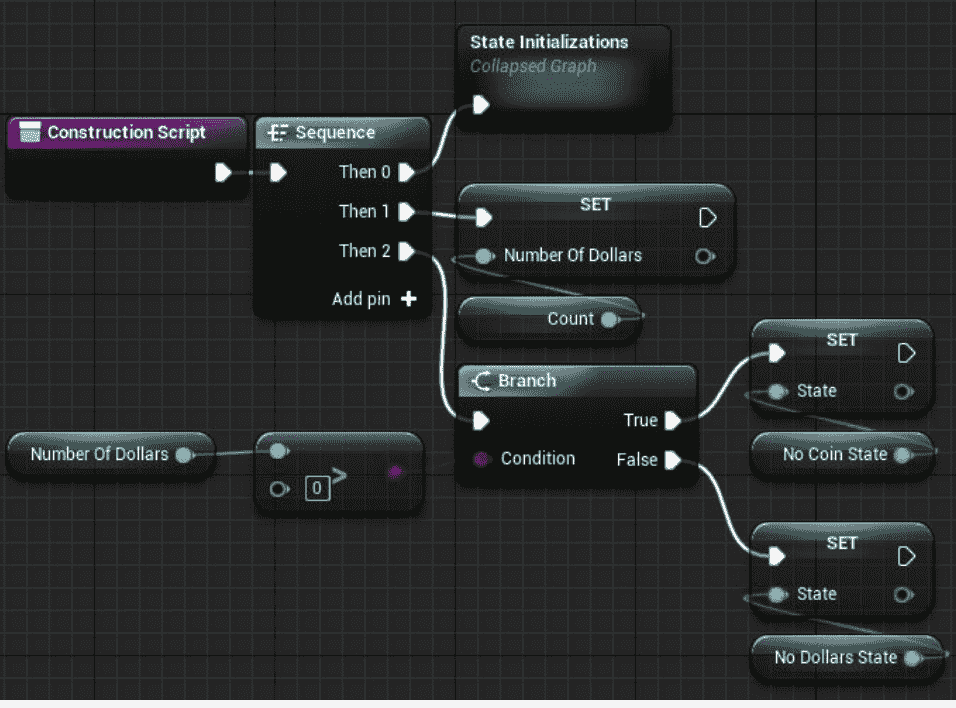 State Initializations
Collapsed Graph
Construction Script
Sequence
Then 0
Then 1
Then 2
Add pin +
SET
Number Of Dollars
Count
Branch
True
Condition
False
Number Of Dollars
0 >
SET
State
No Coin State
SET
State
No Dollars State